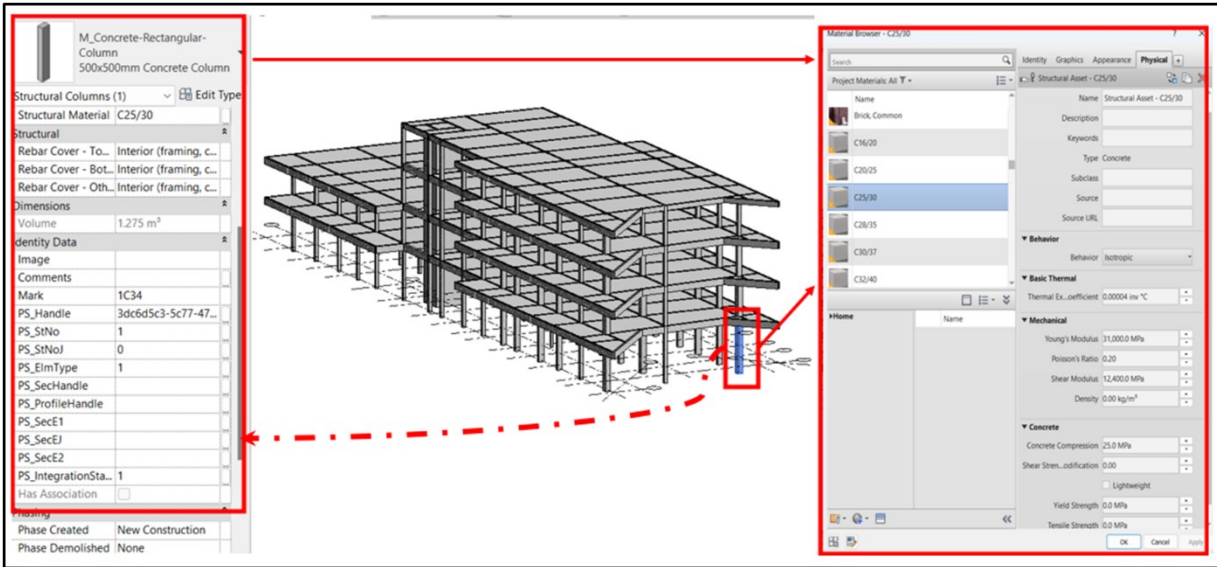 M_Concrete-Rectangular-
Column
500x500mm Concrete Column
Structural Columns (1)
Edit Type
Structural Material C25/30
Structural
Rebar Cover - To... Interior (framing, c...
Rebar Cover - Bot... Interior (framing, c...
Rebar Cover - Oth... Interior (framing, c...
Dimensions
Volume 1.275 m³
Identity Data
Image
Comments
Mark 1C34
PS_Handle 3dc6d5c3-5c77-47...
PS_StNo 1
PS_StNoJ 0
PS_ElmType 1
PS_SecHandle
PS_ProfileHandle
PS_SecE1
PS_SecEJ
PS_SecE2
PS_IntegrationSta... 1
Has Association
Phasing
Phase Created New Construction
Phase Demolished None
Material Browser - C25/30
? X
Search
Project Materials: All
Name
Brick, Common
C16/20
C20/25
C25/30
C28/35
C30/37
C32/40
Home
Name
Identity Graphics Appearance Physical +
Structural Asset - C25/30
Name Structural Asset - C25/30
Description
Keywords
Type Concrete
Subclass
Source
Source URL
Behavior
Behavior Isotropic
Basic Thermal
Thermal Ex...oefficient 0.00004 inv °C
Mechanical
Young's Modulus 31,000.0 MPa
Poisson's Ratio 0.20
Shear Modulus 12,400.0 MPa
Density 0.00 kg/m³
Concrete
Concrete Compression 25.0 MPa
Shear Stren...odification 0.00
Lightweight
Yield Strength 0.0 MPa
Tensile Strength 0.0 MPa
OK Cancel Apply